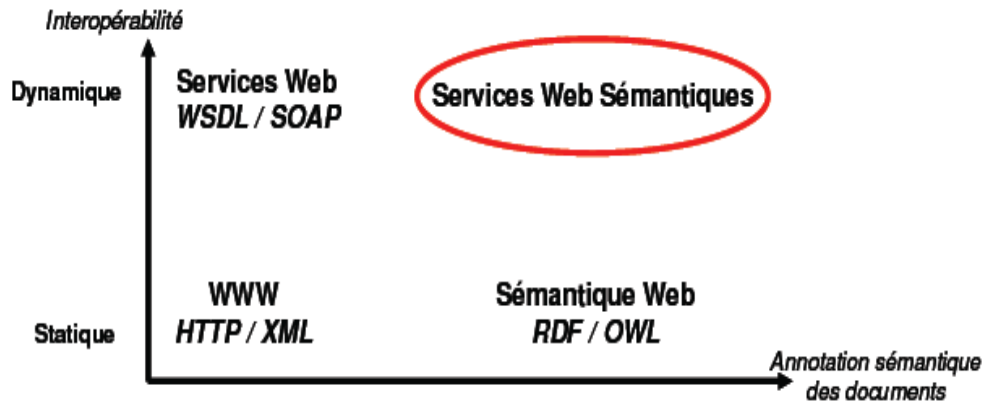 Interopérabilité
Dynamique
Services Web
WSDL / SOAP
Services Web Sémantiques
Statique
WWW
HTTP / XML
Sémantique Web
RDF / OWL
Annotation sémantique
des documents